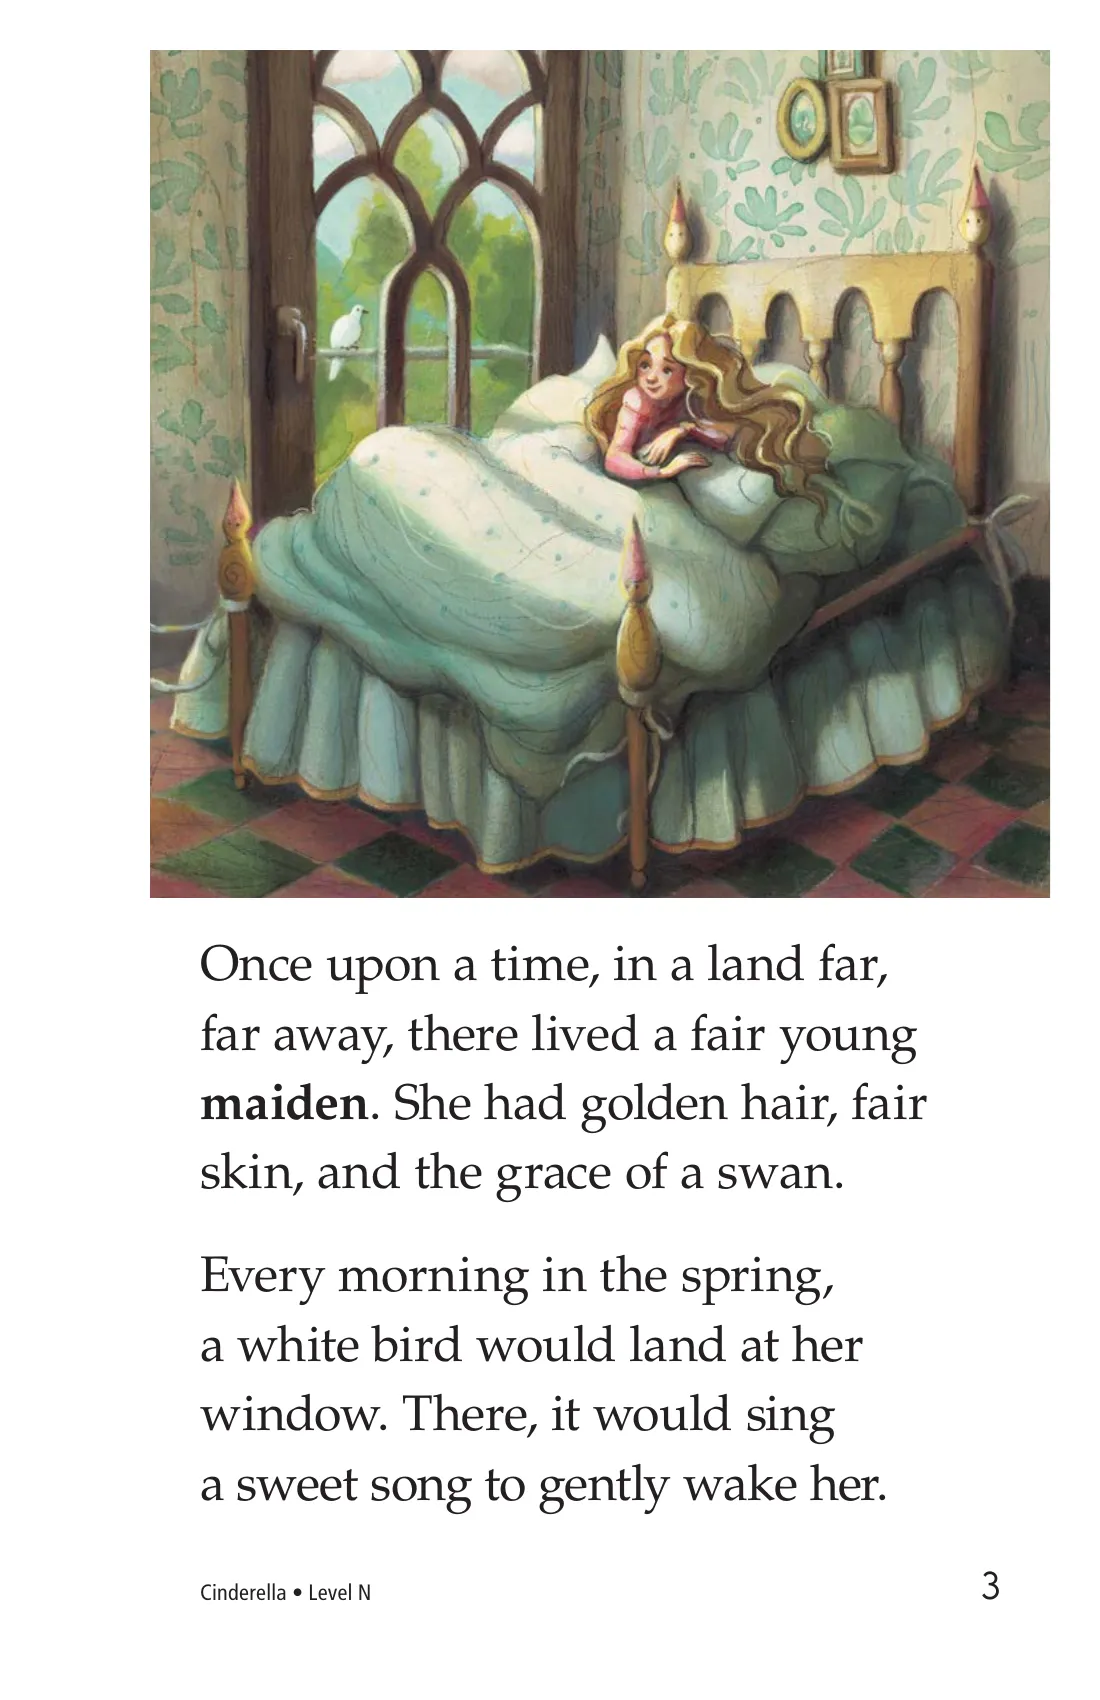 Once upon a time, in a land far,
far away, there lived a fair young
maiden. She had golden hair, fair
skin, and the grace of a swan.
Every morning in the spring,
a white bird would land at her
window. There, it would sing
a sweet song to gently wake her.
Cinderella • Level N
3